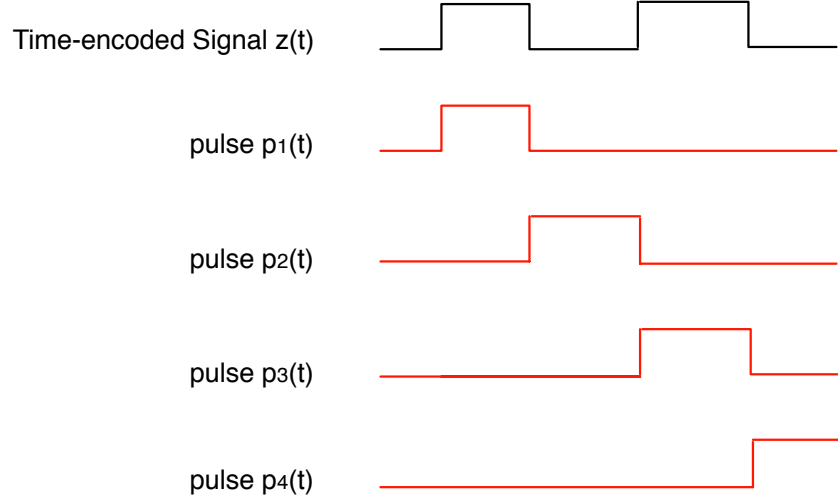 Time-encoded Signal z(t)
pulse p1(t)
pulse p2(t)
pulse p3(t)
pulse p4(t)